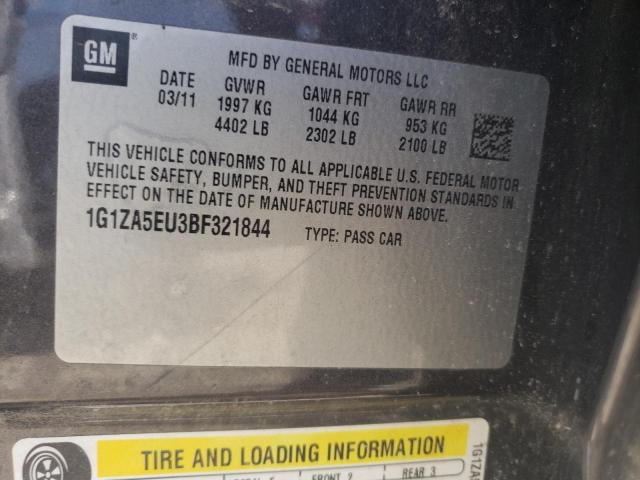 GM
MFD BY GENERAL MOTORS LLC
DATE GVWR GAWR FRT GAWR RR
03/11 1997 KG 1044 KG 953 KG
4402 LB 2302 LB 2100 LB
THIS VEHICLE CONFORMS TO ALL APPLICABLE U.S. FEDERAL MOTOR
VEHICLE SAFETY, BUMPER, AND THEFT PREVENTION STANDARDS IN
EFFECT ON THE DATE OF MANUFACTURE SHOWN ABOVE.
1G1ZA5EU3BF321844 TYPE: PASS CAR
TIRE AND LOADING INFORMATION
FRONT 2 REAR 3
1G1ZA